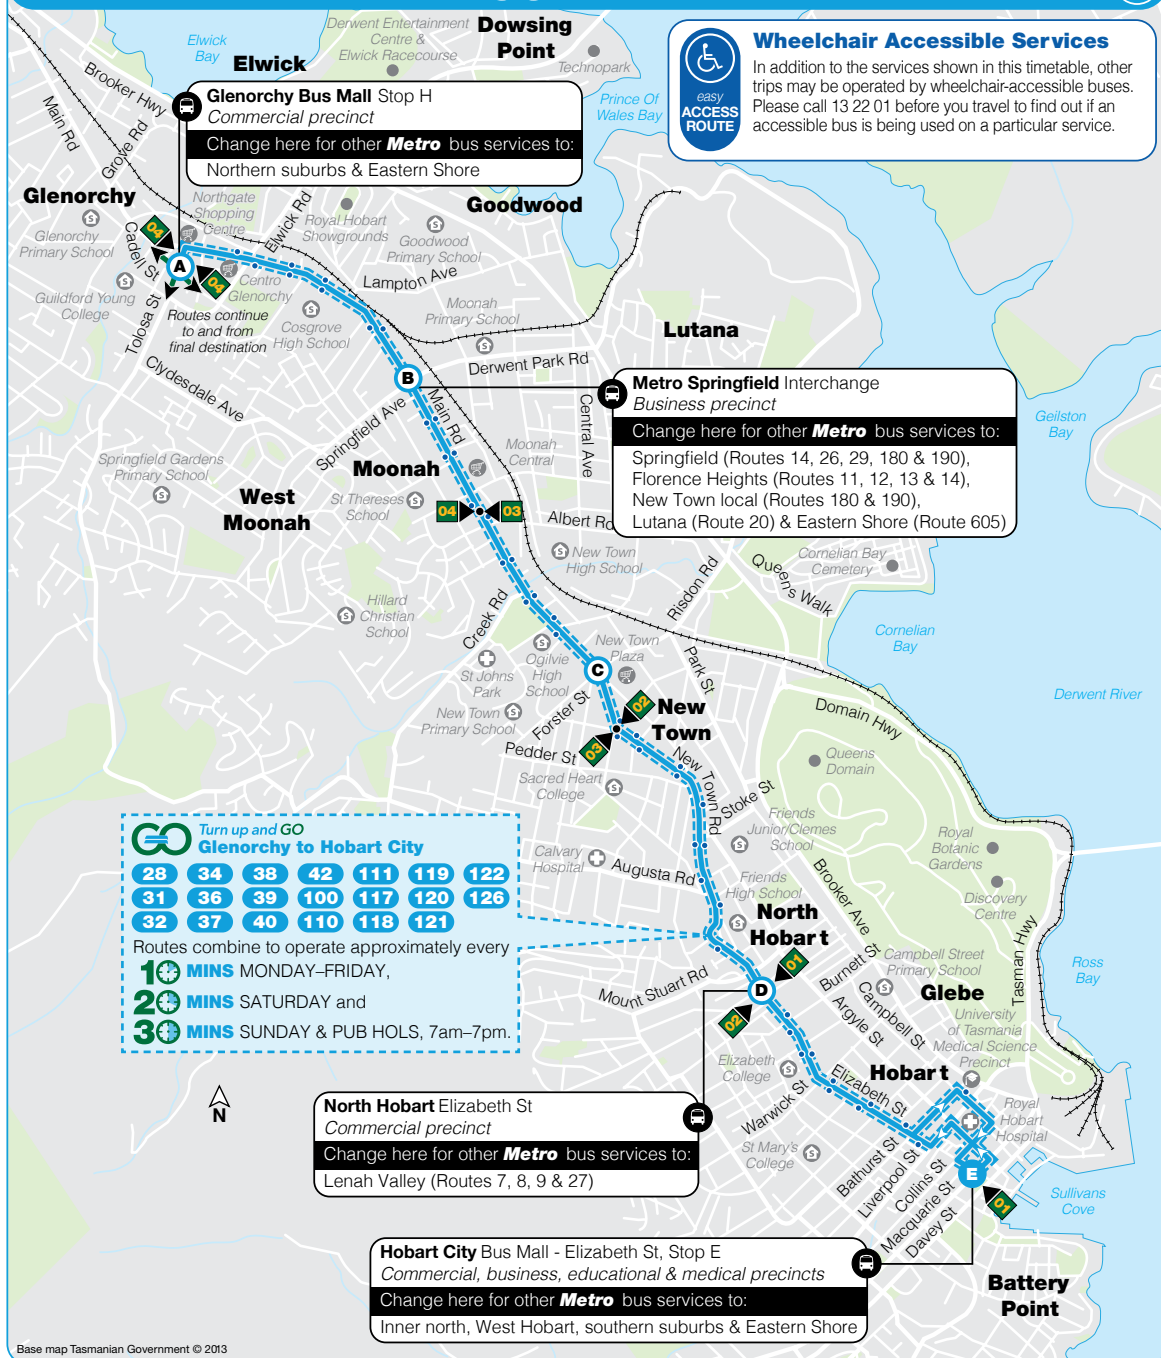 Derwent Entertainment
Centre &
Elwick Racecourse
Dowsing
Point
Technopark
Elwick
Bay
Elwick
Prince Of
Wales Bay
easy
ACCESS
ROUTE
Wheelchair Accessible Services
In addition to the services shown in this timetable, other
trips may be operated by wheelchair-accessible buses.
Please call 13 22 01 before you travel to find out if an
accessible bus is being used on a particular service.
Brooker Hwy
Main Rd
Grove Rd
Glenorchy Bus Mall Stop H
Commercial precinct
Change here for other Metro bus services to:
Northern suburbs & Eastern Shore
Glenorchy
Glenorchy
Primary School
Northgate
Shopping
Centre
Elwick Rd
Royal Hobart
Showgrounds
Goodwood
Goodwood
Primary School
Cadell St
04
A
04
Centro
Glenorchy
Lampton Ave
Guildford Young
College
Tolosa St
Routes continue
to and from
final destination
Cosgrove
High School
Moonah
Primary School
Lutana
Clydesdale Ave
Derwent Park Rd
B
Springfield Ave
Main Rd
Central Ave
Metro Springfield Interchange
Business precinct
Change here for other Metro bus services to:
Springfield (Routes 14, 26, 29, 180 & 190),
Florence Heights (Routes 11, 12, 13 & 14),
New Town local (Routes 180 & 190),
Lutana (Route 20) & Eastern Shore (Route 605)
Geilston
Bay
Springfield Gardens
Primary School
Moonah
Moonah
Central
West
Moonah
St Thereses
School
04
03
Albert Rd
New Town
High School
Cornelian Bay
Cemetery
Queens Walk
Risdon Rd
Hillard
Christian
School
Creek Rd
Cornelian
Bay
New Town
Plaza
Ogilvie
High
School
St Johns
Park
C
Park St
Derwent River
New Town
Primary School
Forster St
02
New
Town
Domain Hwy
Pedder St
03
New Town Rd
Queens
Domain
Sacred Heart
College
Stoke St
Friends
Junior/Clemes
School
Royal
Botanic
Gardens
Calvary
Hospital
Augusta Rd
Brooker Ave
Friends
High School
Discovery
Centre
Turn up and GO
GO
Glenorchy to Hobart City
28 34 38 42 111 119 122
31 36 39 100 117 120 126
32 37 40 110 118 121
Routes combine to operate approximately every
10 MINS MONDAY–FRIDAY,
20 MINS SATURDAY and
30 MINS SUNDAY & PUB HOLS, 7am–7pm.
North
Hobart
Burnett St
Campbell Street
Primary School
Tasman Hwy
Ross
Bay
Mount Stuart Rd
01
D
02
Argyle St
Campbell St
Glebe
University
of Tasmania
Medical Science
Precinct
Elizabeth
College
Hobart
Elizabeth St
N
Warwick St
Royal
Hobart
Hospital
North Hobart Elizabeth St
Commercial precinct
Change here for other Metro bus services to:
Lenah Valley (Routes 7, 8, 9 & 27)
St Mary's
College
Bathurst St
Liverpool St
Collins St
Macquarie St
Davey St
E
01
Sullivans
Cove
Hobart City Bus Mall - Elizabeth St, Stop E
Commercial, business, educational & medical precincts
Change here for other Metro bus services to:
Inner north, West Hobart, southern suburbs & Eastern Shore
Battery
Point
Base map Tasmanian Government © 2013